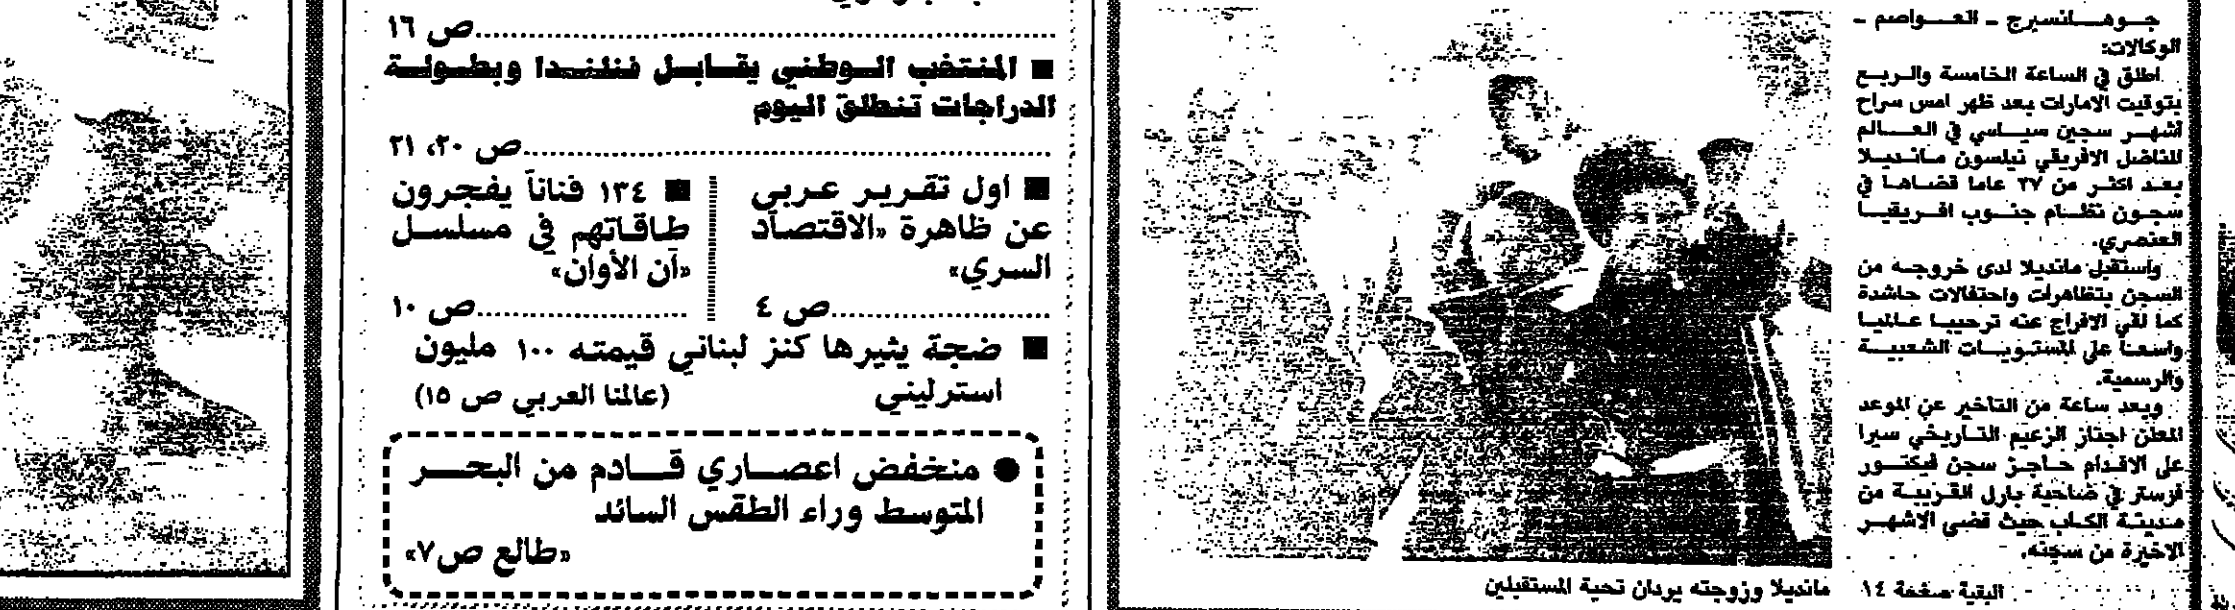 جـوهــانسبرج ـ العــواصم ـ
الوكالات:
اطلق في الساعة الخامسة والربع
بتوقيت الامارات بعد ظهر امس سراح
أشهر سجين سياسي في العالم
المناضل الافريقي نيلسون مانديلا
بعد اكثر من ٢٧ عاما قضاها في
سجون نظام جنوب افريقيا
العنصري.
واستقبل مانديلا لدى خروجه من
السجن بتظاهرات واحتفالات حاشدة
كما لقي الافراج عنه ترحيبا عالميا
واسعا على المستويات الشعبية
والرسمية.
وبعد ساعة من التأخير عن الموعد
المعلن اجتاز الزعيم التاريخي سيرا
على الاقدام حاجز سجن فيكتور
فرستر في ضاحية بارل القريبة من
مدينة الكاب حيث قضى الاشهر
الاخيرة من سجنه.
البقية صفحة ١٤
مانديلا وزوجته يردان تحية المستقبلين
ص ١٦
■ المنتخب الوطني يقابل فنلندا وبطولة
الدراجات تنطلق اليوم
ص ٢٠، ٢١
■ اول تقرير عربي
عن ظاهرة «الاقتصاد
السري»
ص ٤
■ ١٣٤ فناناً يفجرون
طاقاتهم في مسلسل
«آن الأوان»
ص ١٠
■ ضجة يثيرها كنز لبناني قيمته ١٠٠ مليون
استرليني (عالمنا العربي ص ١٥)
● منخفض اعصاري قادم من البحر
المتوسط وراء الطقس السائد
«طالع ص٧»